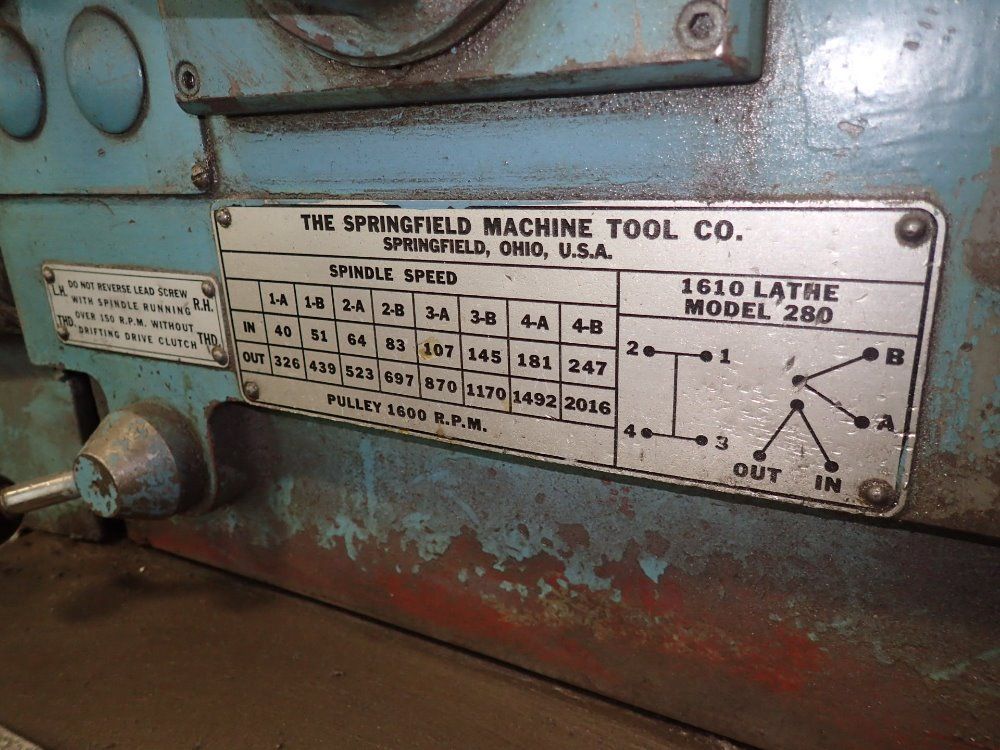 THE SPRINGFIELD MACHINE TOOL CO.
SPRINGFIELD, OHIO, U.S.A.
SPINDLE SPEED
1-A 1-B 2-A 2-B 3-A 3-B 4-A 4-B
IN 40 51 64 83 107 145 181 247
OUT 326 439 523 697 870 1170 1492 2016
PULLEY 1600 R.P.M.
1610 LATHE
MODEL 280
2 1
4 3
B
A
OUT IN
DO NOT REVERSE LEAD SCREW
L.H. WITH SPINDLE RUNNING R.H.
OVER 150 R.P.M. WITHOUT
THD. DRIFTING DRIVE CLUTCH THD.